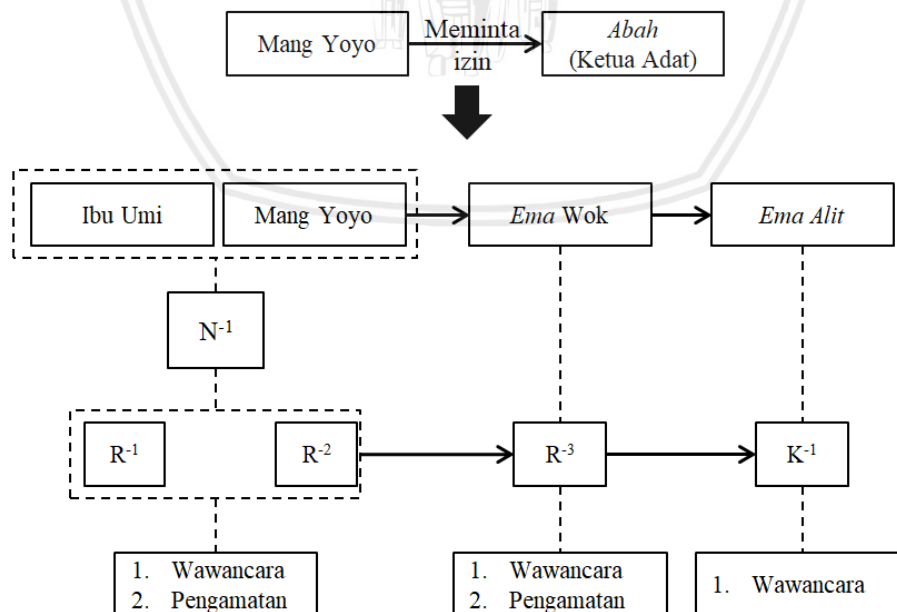 Mang Yoyo
Meminta
izin
Abah
(Ketua Adat)
Ibu Umi
Mang Yoyo
Ema Wok
Ema Alit
N-1
R-1
R-2
R-3
K-1
1. Wawancara
2. Pengamatan
1. Wawancara
2. Pengamatan
1. Wawancara